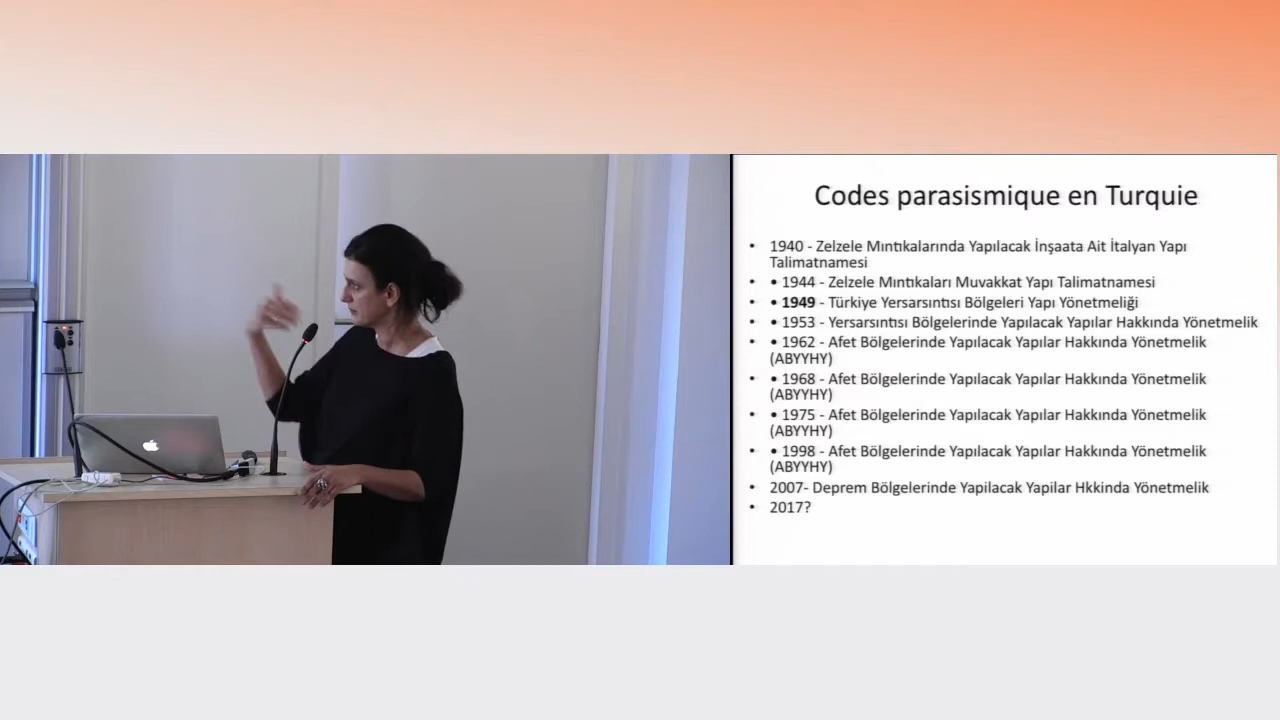 Codes parasismique en Turquie
• 1940 - Zelzele Mıntıkalarında Yapılacak İnşaata Ait İtalyan Yapı
Talimatnamesi
• • 1944 - Zelzele Mıntıkaları Muvakkat Yapı Talimatnamesi
• • 1949 - Türkiye Yersarsıntısı Bölgeleri Yapı Yönetmeliği
• • 1953 - Yersarsıntısı Bölgelerinde Yapılacak Yapılar Hakkında Yönetmelik
• • 1962 - Afet Bölgelerinde Yapılacak Yapılar Hakkında Yönetmelik
(ABYYHY)
• • 1968 - Afet Bölgelerinde Yapılacak Yapılar Hakkında Yönetmelik
(ABYYHY)
• • 1975 - Afet Bölgelerinde Yapılacak Yapılar Hakkında Yönetmelik
(ABYYHY)
• • 1998 - Afet Bölgelerinde Yapılacak Yapılar Hakkında Yönetmelik
(ABYYHY)
• 2007- Deprem Bölgelerinde Yapilacak Yapilar Hkkinda Yönetmelik
• 2017?